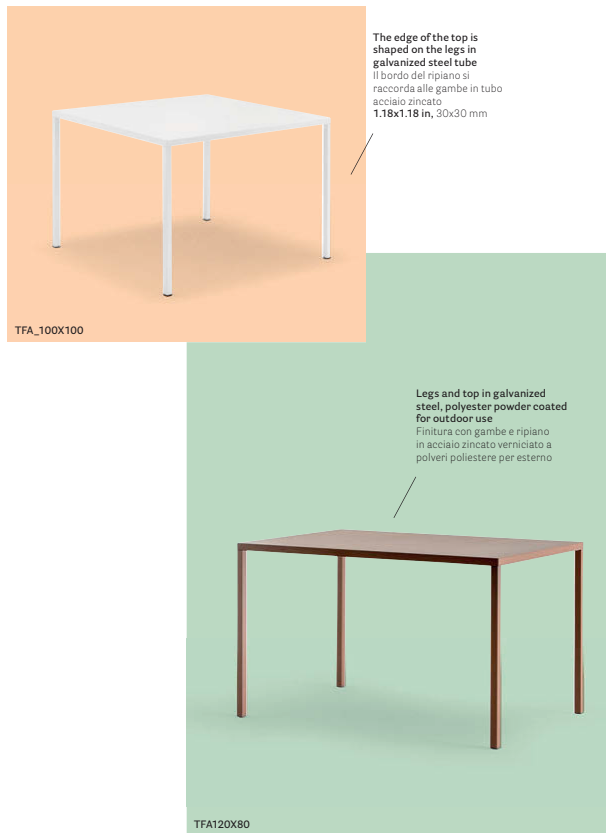 The edge of the top is
shaped on the legs in
galvanized steel tube
Il bordo del ripiano si
raccorda alle gambe in tubo
acciaio zincato
1.18x1.18 in, 30x30 mm
TFA_100X100
Legs and top in galvanized
steel, polyester powder coated
for outdoor use
Finitura con gambe e ripiano
in acciaio zincato verniciato a
polveri poliestere per esterno
TFA120X80